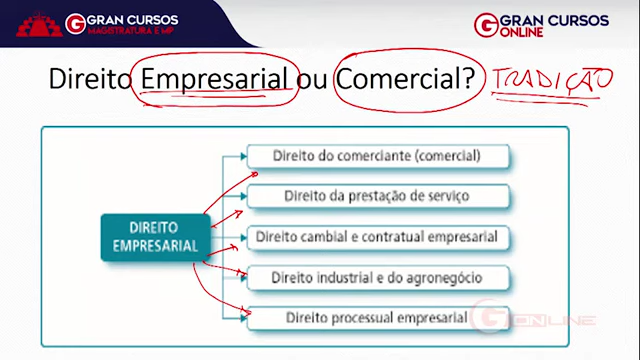 GRAN CURSOS
MAGISTRATURA E MP
GRAN CURSOS
ONLINE
Direito Empresarial ou Comercial? TRADIÇÃO
Direito do comerciante (comercial)
Direito da prestação de serviço
DIREITO
EMPRESARIAL
Direito cambial e contratual empresarial
Direito industrial e do agronegócio
Direito processual empresarial
G ONLINE